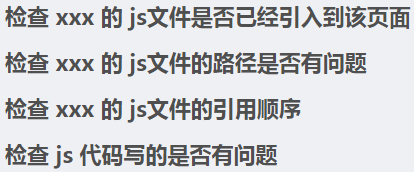 检查 xxx 的 js文件是否已经引入到该页面
检查 xxx 的 js文件的路径是否有问题
检查 xxx 的 js文件的引用顺序
检查 js 代码写的是否有问题